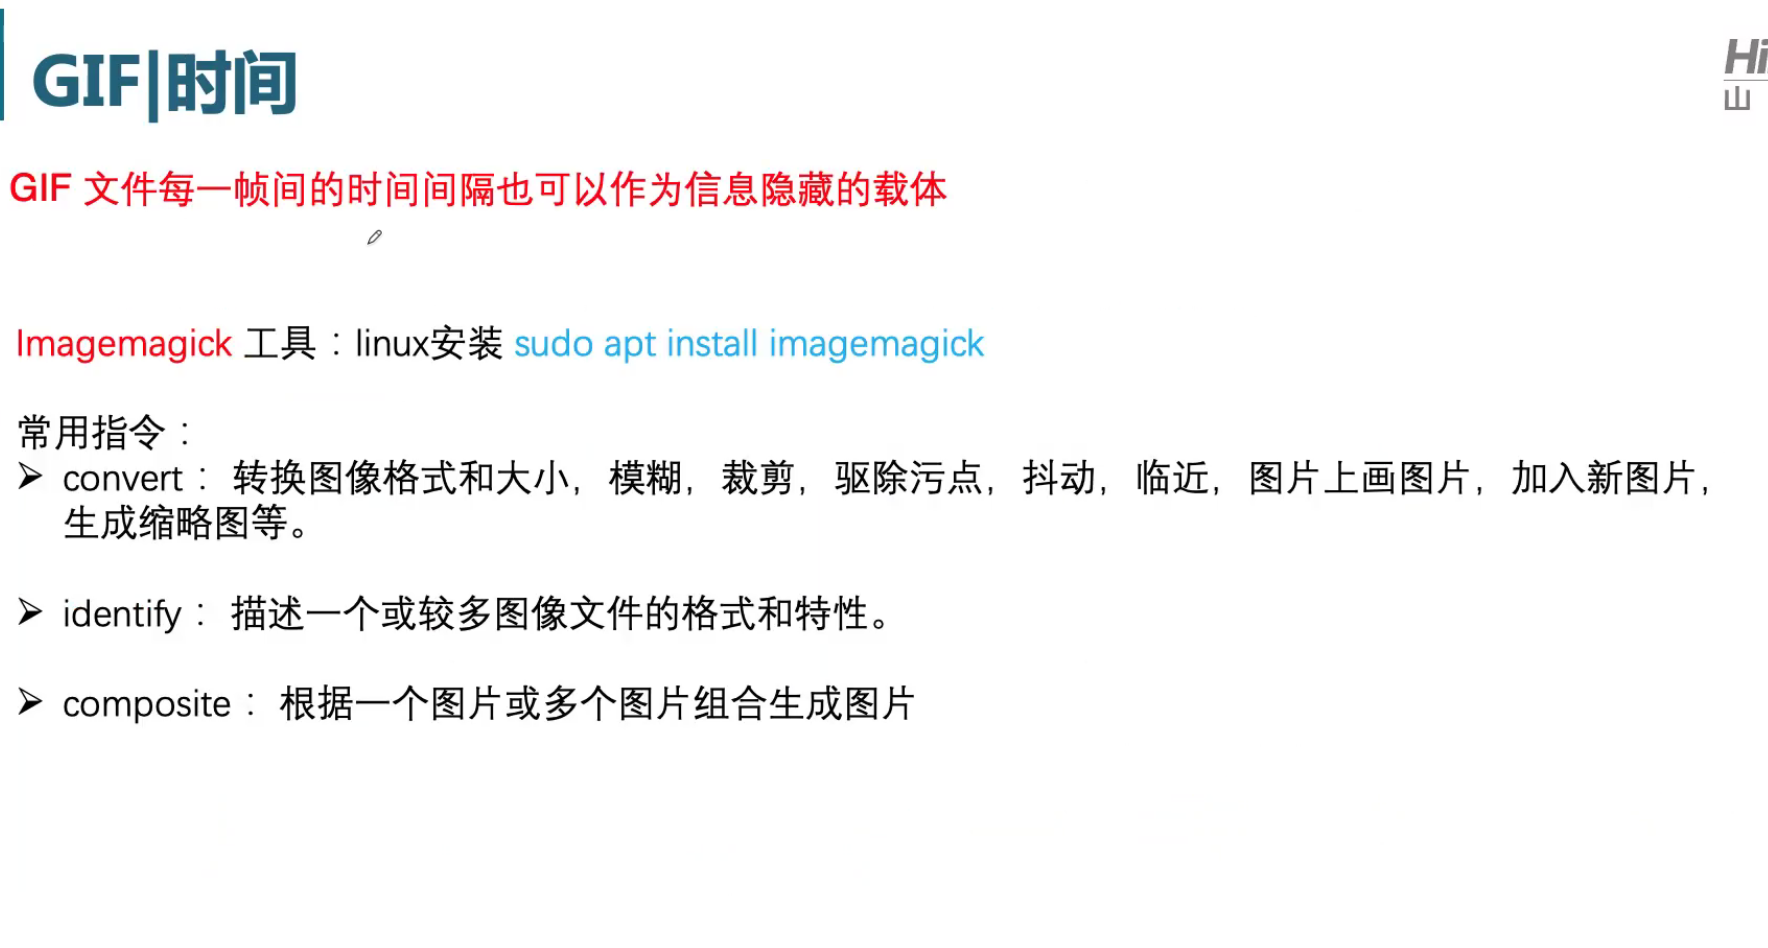 GIF|时间
Hi
山
GIF 文件每一帧间的时间间隔也可以作为信息隐藏的载体
Imagemagick 工具：linux安装 sudo apt install imagemagick
常用指令：
➢ convert： 转换图像格式和大小，模糊，裁剪，驱除污点，抖动，临近，图片上画图片，加入新图片，
生成缩略图等。
➢ identify： 描述一个或较多图像文件的格式和特性。
➢ composite： 根据一个图片或多个图片组合生成图片